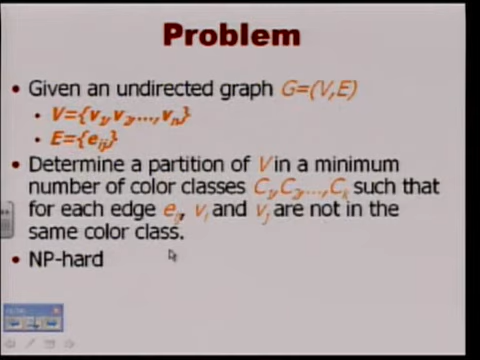 Problem
• Given an undirected graph G=(V,E)
• V={v₁,v₂,...,vₙ}
• E={eᵢⱼ}
• Determine a partition of V in a minimum
number of color classes C₁,C₂,...,Cₖ such that
for each edge eᵢⱼ, vᵢ and vⱼ are not in the
same color class.
• NP-hard